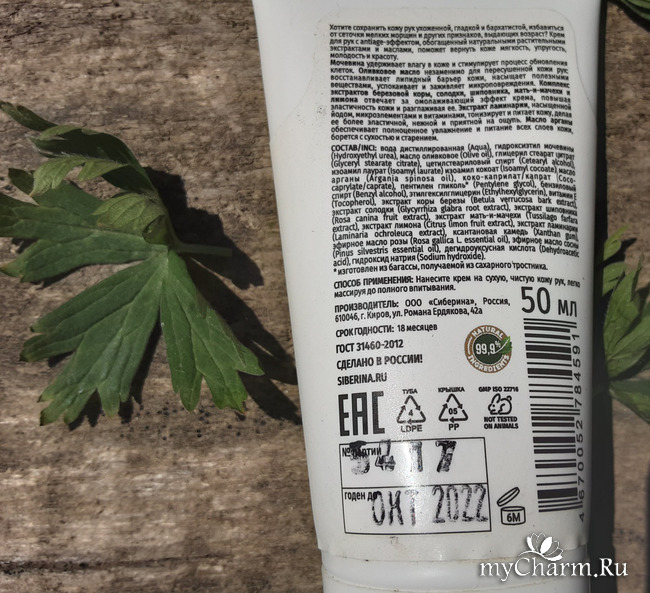 Хотите сохранить кожу рук ухоженной, гладкой и бархатистой, избавиться
от сеточки мелких морщин и других признаков, выдающих возраст? Крем
для рук с antiage-эффектом, обогащенный натуральными растительными
экстрактами и маслами, поможет вернуть коже мягкость, упругость,
молодость и красоту.
Мочевина удерживает влагу в коже и стимулирует процесс обновления
клеток. Оливковое масло незаменимо для пересушенной кожи рук:
восстанавливает липидный барьер кожи, насыщает полезными
веществами, успокаивает и заживляет микроповреждения. Комплекс
экстрактов березовой коры, солодки, шиповника, мать-и-мачехи и
лимона отвечает за омолаживающий эффект крема, повышая
эластичность кожи и разглаживая ее. Экстракт ламинарии, насыщенной
йодом, микроэлементами и витаминами, тонизирует и питает кожу, делая
ее более эластичной, нежной и приятной на ощупь. Масло арганы
обеспечивает полноценное увлажнение и питание всех слоев кожи,
борется с сухостью и старением.
СОСТАВ/INCI: вода дистиллированная (Aqua), гидроксиэтил мочевины
(Hydroxyethyl urea), масло оливковое (Olive oil), глицерил стеарат цитрат
(Glyceryl stearate citrate), цетилстеариловый спирт (Cetearyl alcohol),
изоамил лаурат (Isoamyl laurate) изоамил кокоат (Isoamyl cocoate) масло
арганы (Argania spinosa oil), коко-каприлат/капрат (Coco-
caprylate/caprate), пентилен гликоль* (Pentylene glycol), бензиловый
спирт (Benzyl alcohol), этилгексилглицерин (Ethylhexylglycerin), витамин Е
(Tocopherol), экстракт коры березы (Betula verrucosa bark extract),
экстракт солодки (Glycyrrhiza glabra root extract), экстракт шиповника
(Rosa canina fruit extract), экстракт мать-и-мачехи (Tussilago farfara
extract), экстракт лимона (Citrus limon fruit extract), экстракт ламинарии
(Laminaria ochroleuca extract), ксантановая камедь (Xanthan gum),
эфирное масло розы (Rosa gallica L. essential oil), эфирное масло сосны
(Pinus silvestris essential oil), дегидроуксусная кислота (Dehydroacetic
acid), гидроксид натрия (Sodium hydroxide).
* изготовлен из багассы, получаемой из сахарного тростника.
СПОСОБ ПРИМЕНЕНИЯ: Нанесите крем на сухую, чистую кожу рук, легко
массируя до полного впитывания.
ПРОИЗВОДИТЕЛЬ: ООО «Сиберина», Россия,
610046, г. Киров, ул. Романа Ердякова, 42а
50 мл
СРОК ГОДНОСТИ: 18 месяцев
ГОСТ 31460-2012
СДЕЛАНО В РОССИИ!
SIBERINA.RU
NATURAL
99,9%
INGREDIENTS
EAC
ТУБА
LDPE
КРЫШКА
05
PP
GMP ISO 22716
NOT TESTED
ON ANIMALS
4 670052 784591
№ партии
годен до
ОКТ 2022
6М
myCharm.Ru